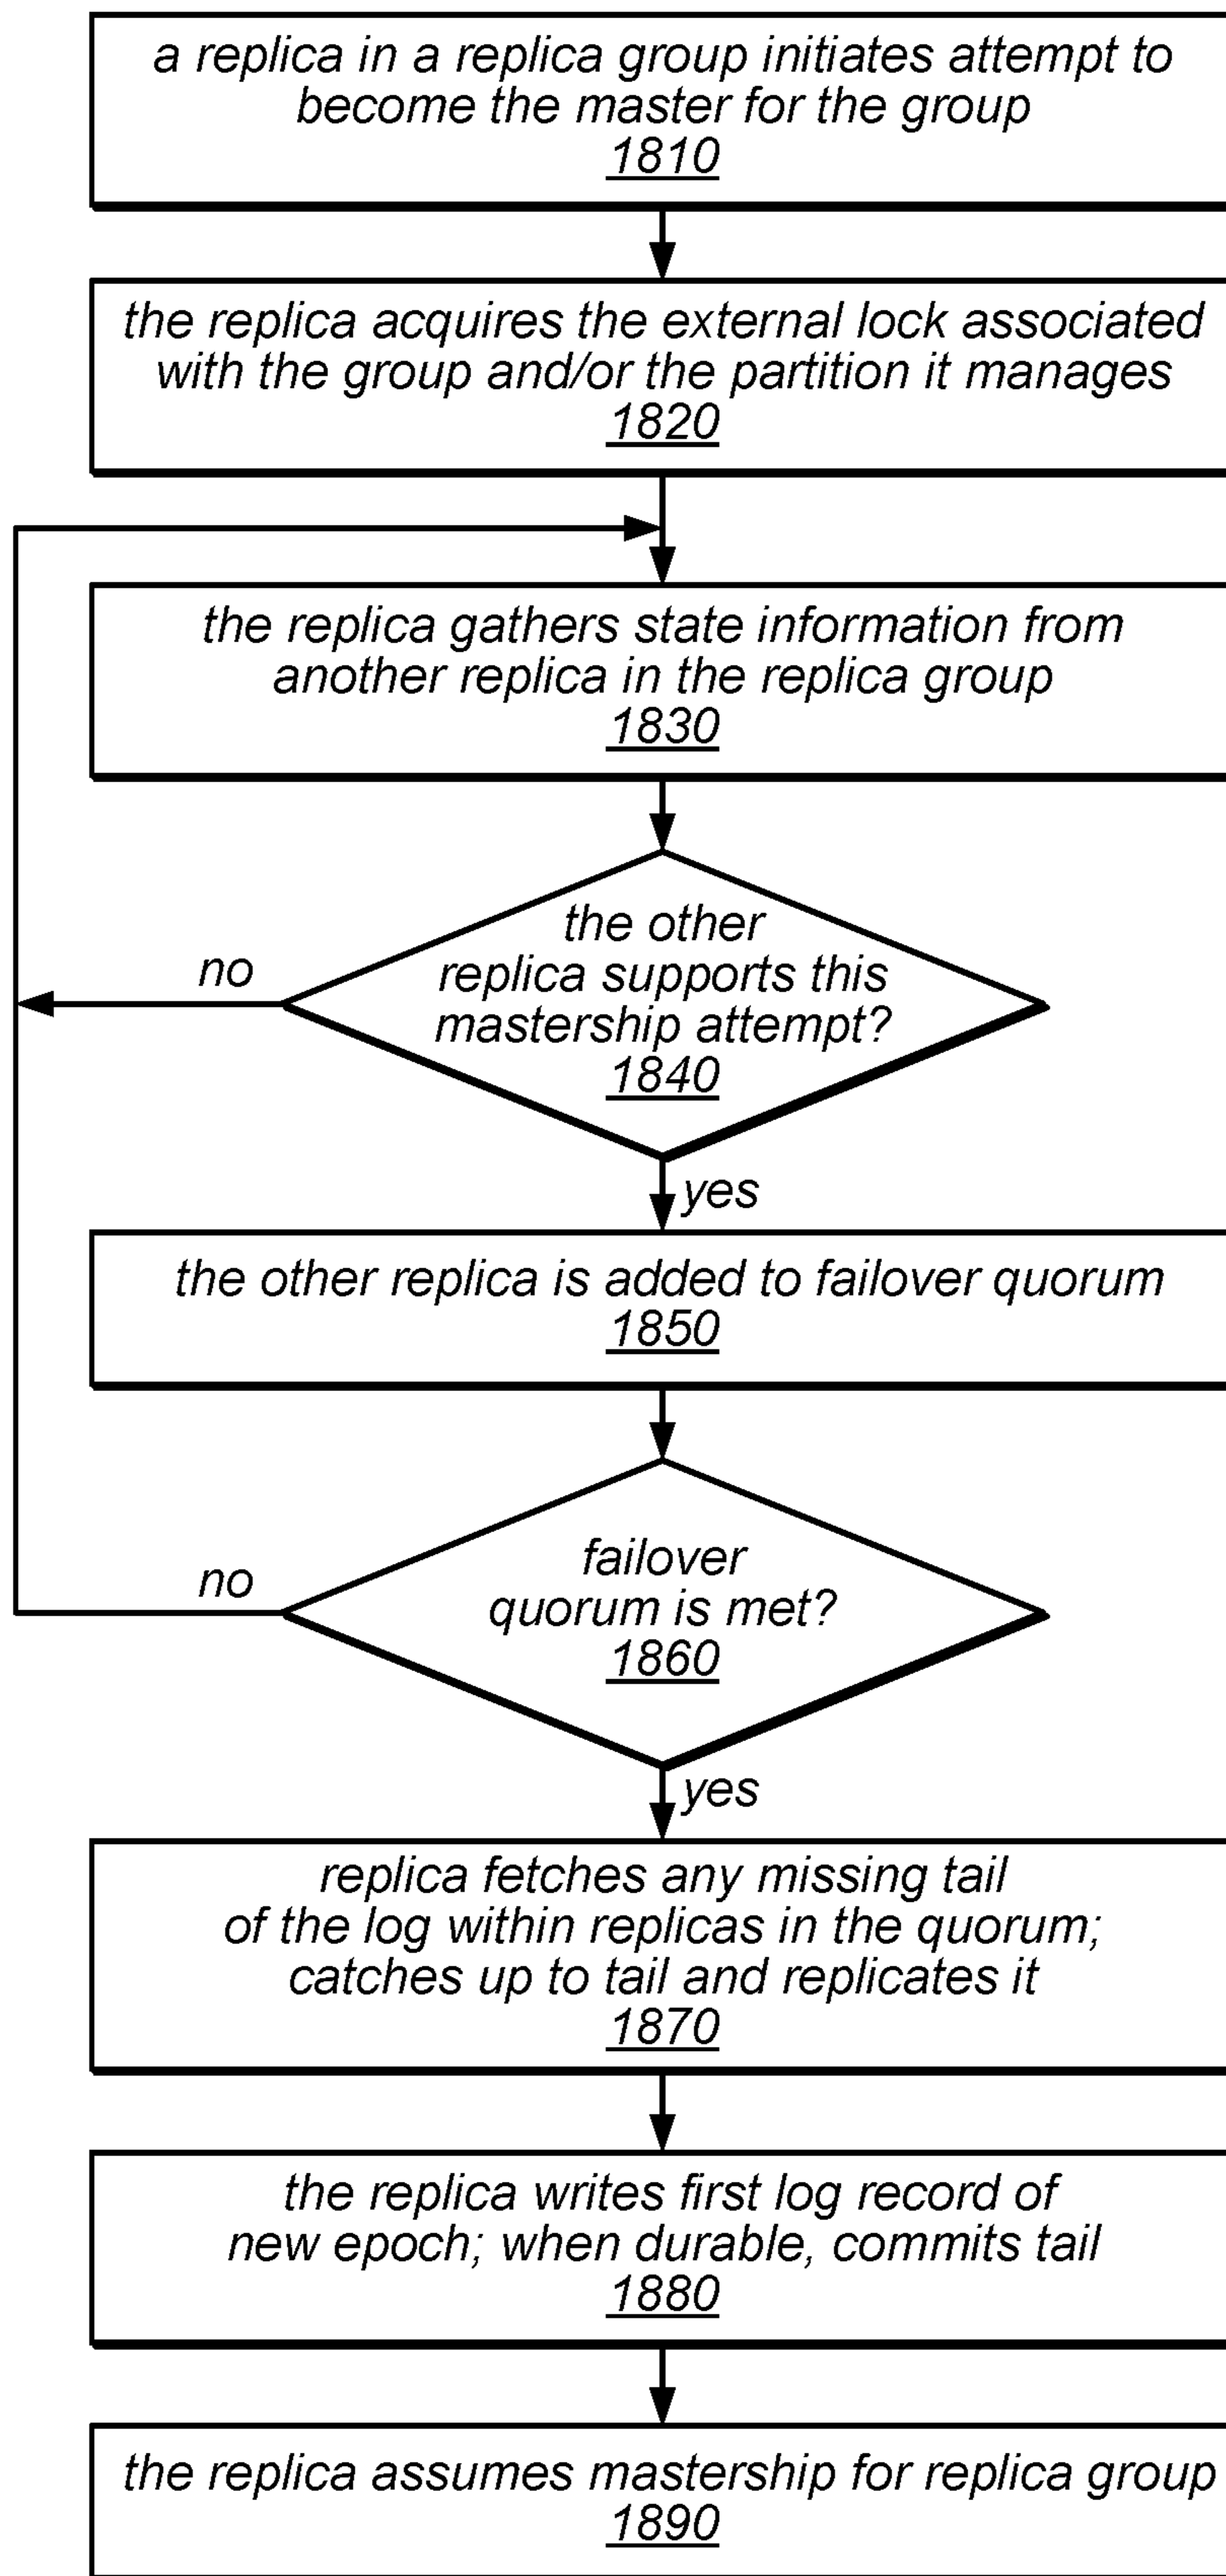 a replica in a replica group initiates attempt to
become the master for the group
1810
the replica acquires the external lock associated
with the group and/or the partition it manages
1820
the replica gathers state information from
another replica in the replica group
1830
the other
replica supports this
mastership attempt?
1840
no
yes
the other replica is added to failover quorum
1850
failover
quorum is met?
1860
no
yes
replica fetches any missing tail
of the log within replicas in the quorum;
catches up to tail and replicates it
1870
the replica writes first log record of
new epoch; when durable, commits tail
1880
the replica assumes mastership for replica group
1890